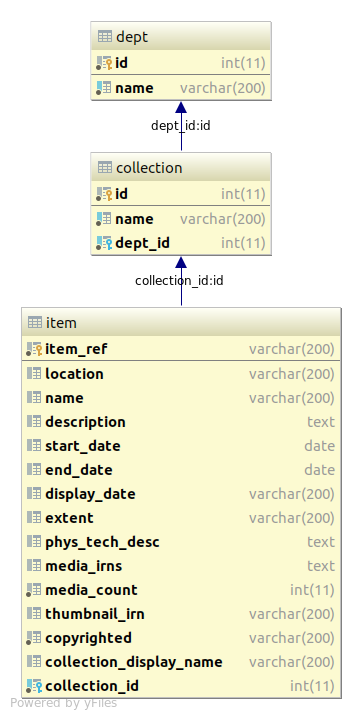 dept
id int(11)
name varchar(200)
dept_id:id
collection
id int(11)
name varchar(200)
dept_id int(11)
collection_id:id
item
item_ref varchar(200)
location varchar(200)
name varchar(200)
description text
start_date date
end_date date
display_date varchar(200)
extent varchar(200)
phys_tech_desc text
media_irns text
media_count int(11)
thumbnail_irn varchar(200)
copyrighted varchar(200)
collection_display_name varchar(200)
collection_id int(11)
Powered by yFiles